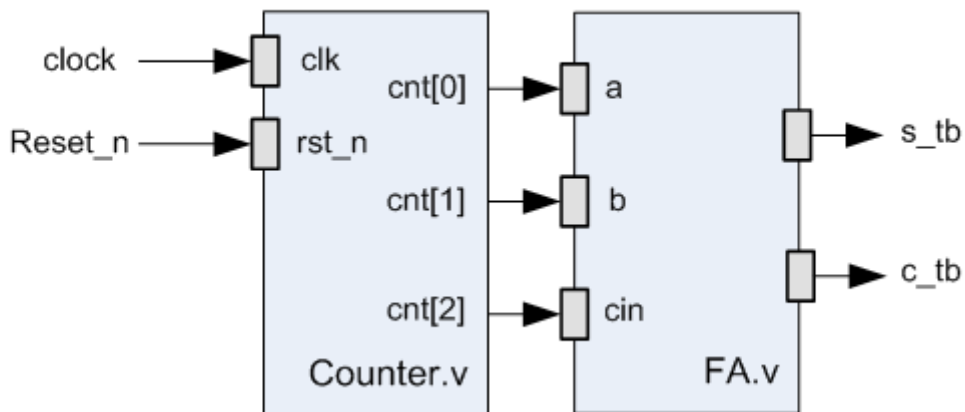 clock
clk
cnt[0]
a
Reset_n
rst_n
s_tb
cnt[1]
b
c_tb
cnt[2]
cin
Counter.v
FA.v